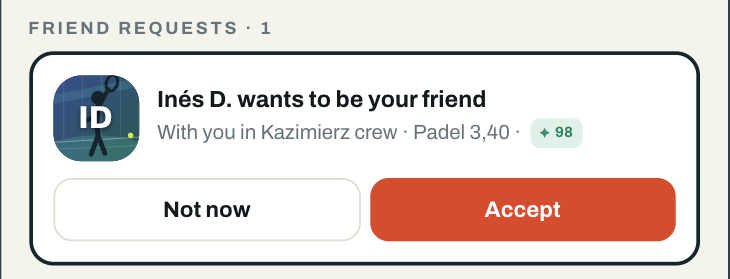 FRIEND REQUESTS · 1
ID
Inés D. wants to be your friend
With you in Kazimierz crew · Padel 3,40 · ✦ 98
Not now
Accept